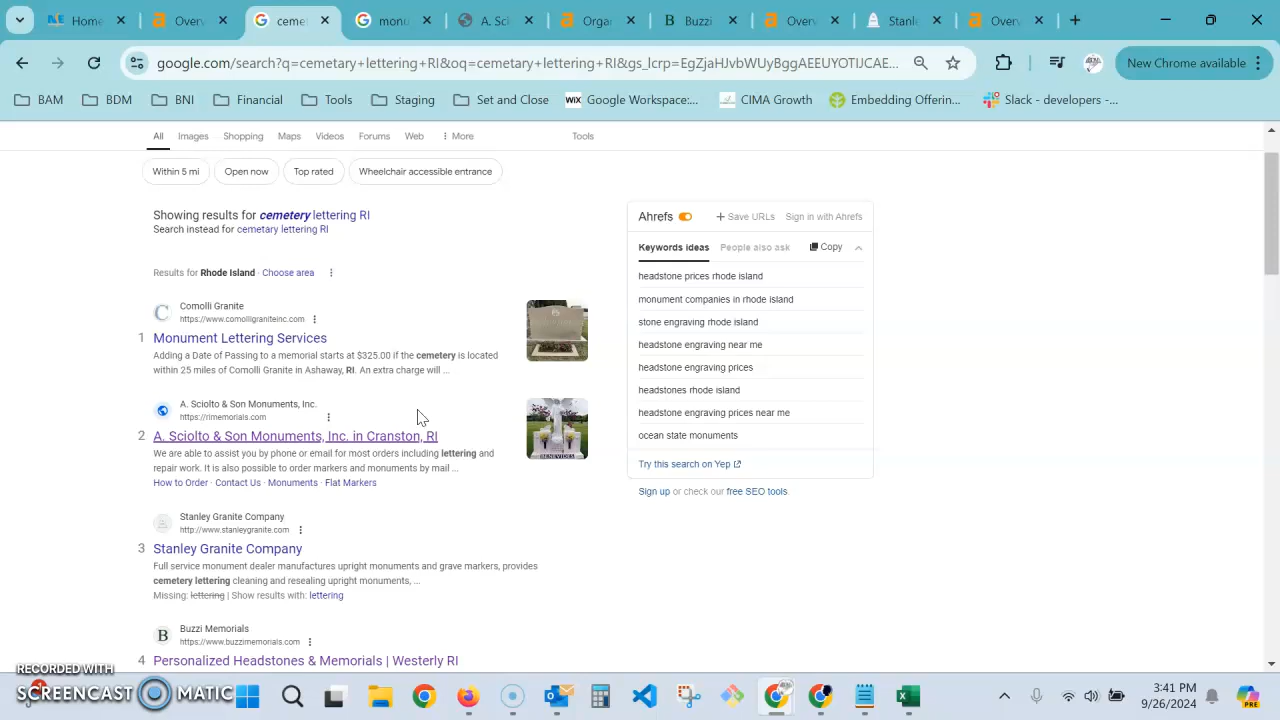 Home
cem
mon
A. Sci
Orga
Buzzi
Over
Stanl
Over
google.com/search?q=cemetary+lettering+RI&oq=cemetary+lettering+RI&gs_lcrp=EgZjaHJvbWUyBggAEEUYOTIJCAE...
New Chrome available
BAM
BDM
BNI
Financial
Tools
Staging
Set and Close
WIX Google Workspace:...
CIMA Growth
Embedding Offerin...
Slack - developers -...
All Images Shopping Maps Videos Forums Web More Tools
Within 5 mi Open now Top rated Wheelchair accessible entrance
Showing results for cemetery lettering RI
Search instead for cemetary lettering RI
Results for Rhode Island · Choose area
Comolli Granite
https://www.comolligraniteinc.com
1 Monument Lettering Services
Adding a Date of Passing to a memorial starts at $325.00 if the cemetery is located
within 25 miles of Comolli Granite in Ashaway, RI. An extra charge will ...
A. Sciolto & Son Monuments, Inc.
https://rimemorials.com
2 A. Sciolto & Son Monuments, Inc. in Cranston, RI
We are able to assist you by phone or email for most orders including lettering and
repair work. It is also possible to order markers and monuments by mail ...
How to Order · Contact Us · Monuments · Flat Markers
BENEVIDES
Stanley Granite Company
http://www.stanleygranite.com
3 Stanley Granite Company
Full service monument dealer manufactures upright monuments and grave markers, provides
cemetery lettering cleaning and resealing upright monuments, ...
Missing: lettering | Show results with: lettering
B Buzzi Memorials
https://www.buzzimemorials.com
4 Personalized Headstones & Memorials | Westerly RI
Ahrefs
+ Save URLs
Sign in with Ahrefs
Keywords ideas People also ask Copy
headstone prices rhode island
monument companies in rhode island
stone engraving rhode island
headstone engraving near me
headstone engraving prices
headstones rhode island
headstone engraving prices near me
ocean state monuments
Try this search on Yep
Sign up or check our free SEO tools
RECORDED WITH
SCREENCAST MATIC
3:41 PM
9/26/2024
PRE